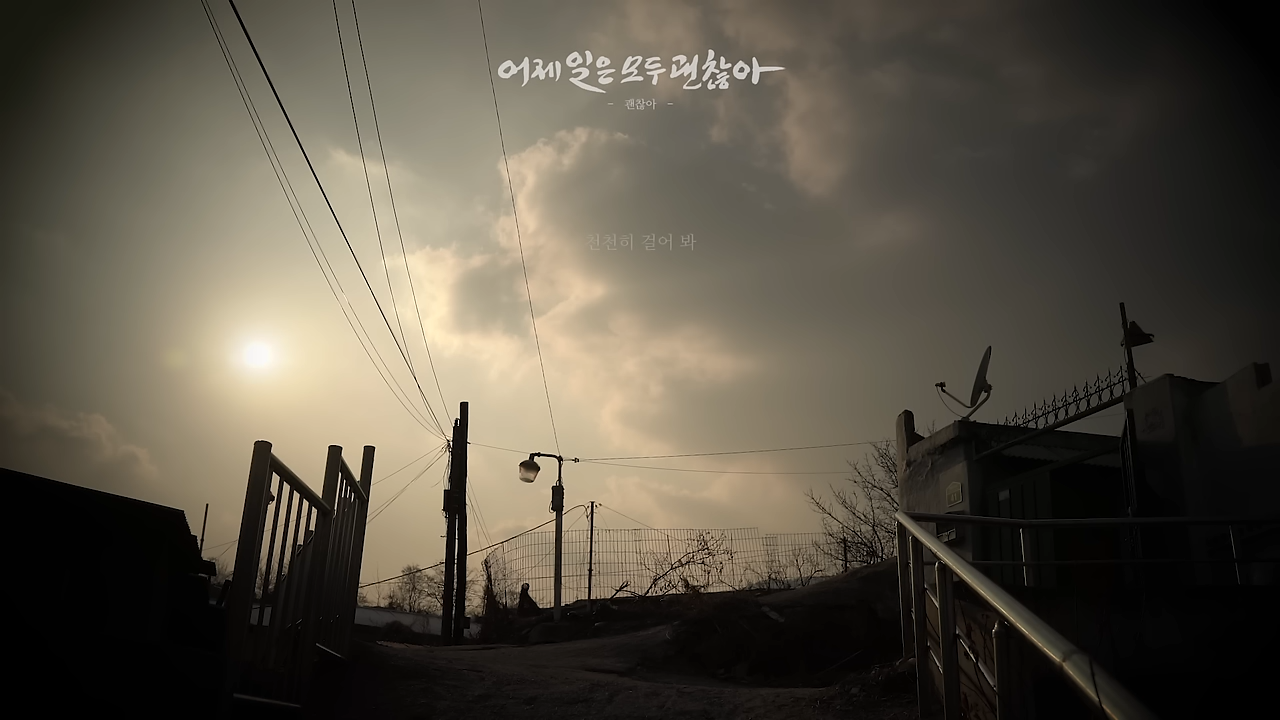 어제 일은 모두 괜찮아
- 괜찮아 -
천천히 걸어 봐